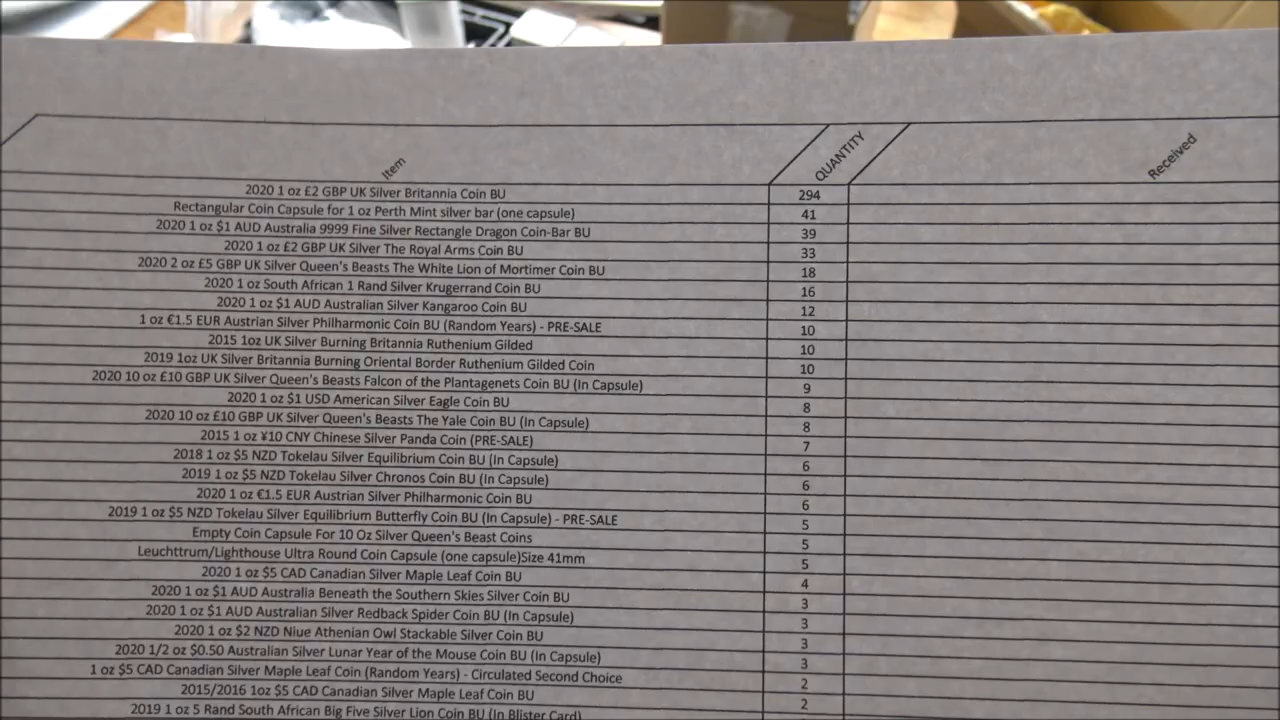 Item QUANTITY Received
2020 1 oz £2 GBP UK Silver Britannia Coin BU 294
Rectangular Coin Capsule for 1 oz Perth Mint silver bar (one capsule) 41
2020 1 oz $1 AUD Australia 9999 Fine Silver Rectangle Dragon Coin-Bar BU 39
2020 1 oz £2 GBP UK Silver The Royal Arms Coin BU 33
2020 2 oz £5 GBP UK Silver Queen's Beasts The White Lion of Mortimer Coin BU 18
2020 1 oz South African 1 Rand Silver Krugerrand Coin BU 16
2020 1 oz $1 AUD Australian Silver Kangaroo Coin BU 12
1 oz €1.5 EUR Austrian Silver Philharmonic Coin BU (Random Years) - PRE-SALE 10
2015 1oz UK Silver Burning Britannia Ruthenium Gilded 10
2019 1oz UK Silver Britannia Burning Oriental Border Ruthenium Gilded Coin 10
2020 10 oz £10 GBP UK Silver Queen's Beasts Falcon of the Plantagenets Coin BU (In Capsule) 9
2020 1 oz $1 USD American Silver Eagle Coin BU 8
2020 10 oz £10 GBP UK Silver Queen's Beasts The Yale Coin BU (In Capsule) 8
2015 1 oz ¥10 CNY Chinese Silver Panda Coin (PRE-SALE) 7
2018 1 oz $5 NZD Tokelau Silver Equilibrium Coin BU (In Capsule) 6
2019 1 oz $5 NZD Tokelau Silver Chronos Coin BU (In Capsule) 6
2020 1 oz €1.5 EUR Austrian Silver Philharmonic Coin BU 6
2019 1 oz $5 NZD Tokelau Silver Equilibrium Butterfly Coin BU (In Capsule) - PRE-SALE 5
Empty Coin Capsule For 10 Oz Silver Queen's Beast Coins 5
Leuchttrum/Lighthouse Ultra Round Coin Capsule (one capsule)Size 41mm 5
2020 1 oz $5 CAD Canadian Silver Maple Leaf Coin BU 4
2020 1 oz $1 AUD Australia Beneath the Southern Skies Silver Coin BU 3
2020 1 oz $1 AUD Australian Silver Redback Spider Coin BU (In Capsule) 3
2020 1 oz $2 NZD Niue Athenian Owl Stackable Silver Coin BU 3
2020 1/2 oz $0.50 Australian Silver Lunar Year of the Mouse Coin BU (In Capsule) 3
1 oz $5 CAD Canadian Silver Maple Leaf Coin (Random Years) - Circulated Second Choice 2
2015/2016 1oz $5 CAD Canadian Silver Maple Leaf Coin BU 2
2019 1 oz 5 Rand South African Big Five Silver Lion Coin BU (In Blister Card)